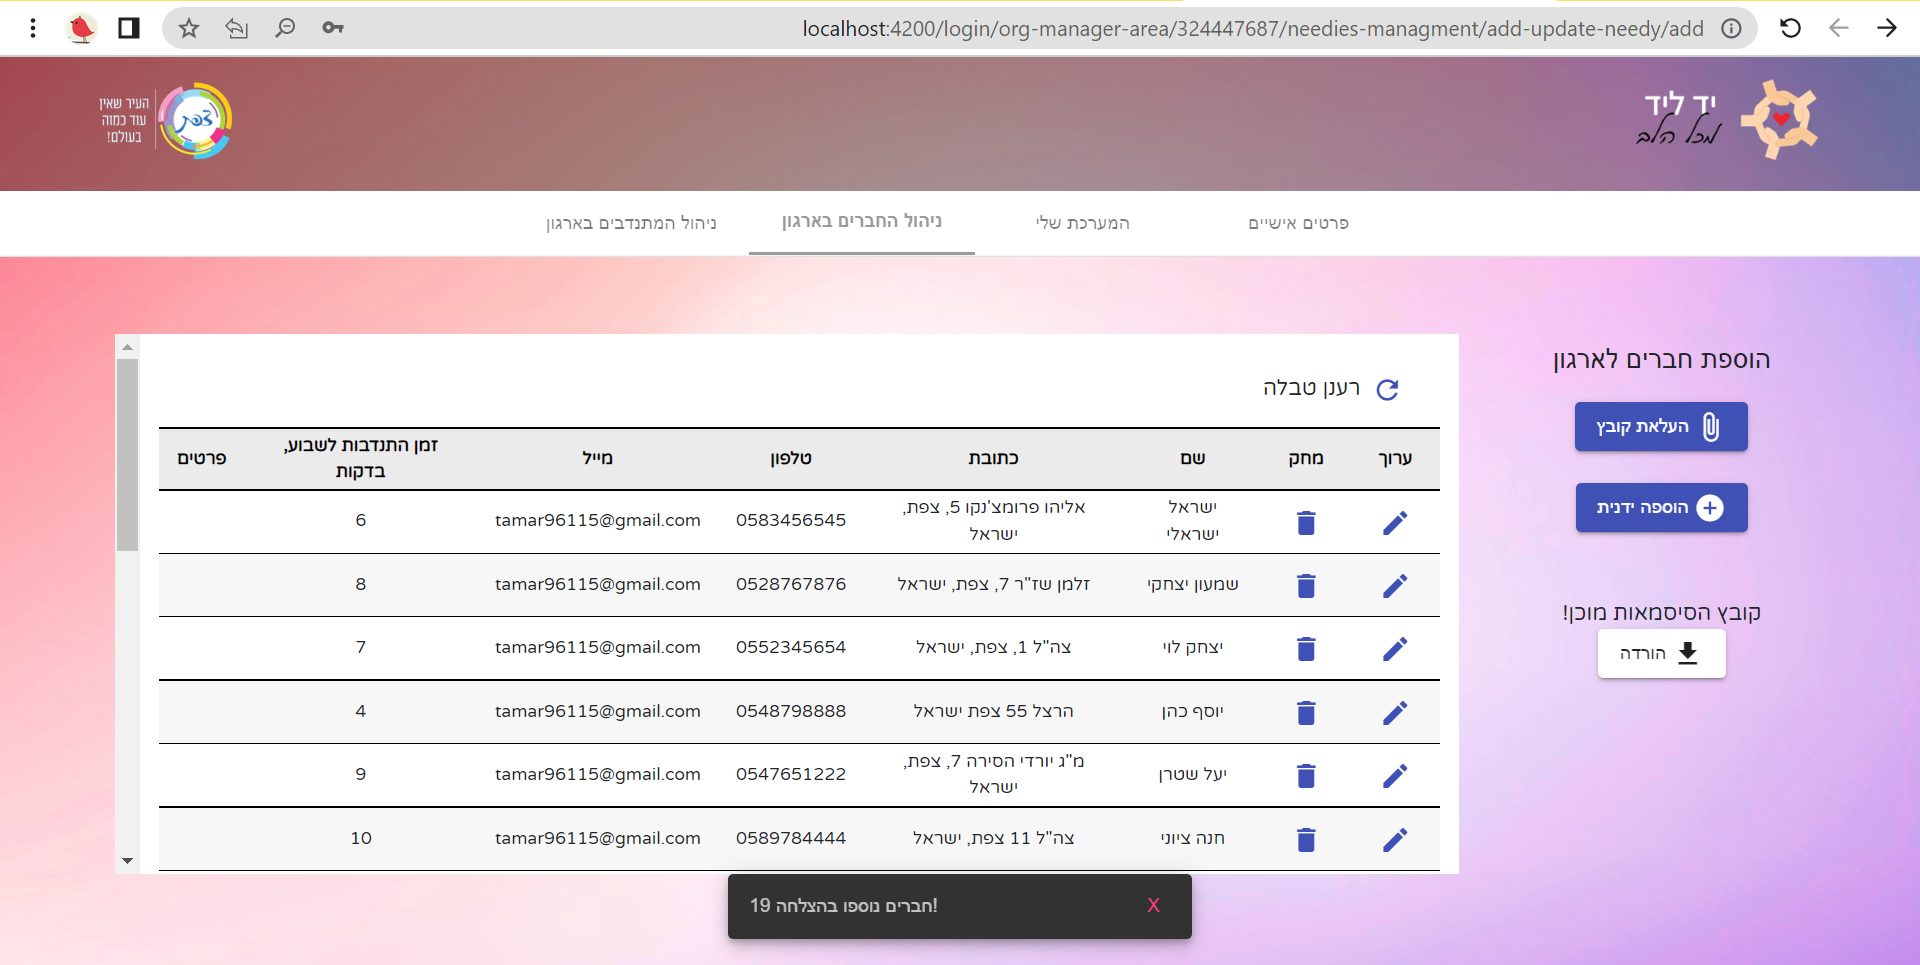 localhost:4200/login/org-manager-area/324447687/needies-managment/add-update-needy/add
יד ליד
מכל הלב
העיר שאין
עוד כמוה
בעולם!
צפת
פרטים אישיים
המערכת שלי
ניהול החברים בארגון
ניהול המתנדבים בארגון
הוספת חברים לארגון
העלאת קובץ
הוספה ידנית
קובץ הסיסמאות מוכן!
הורדה
רענן טבלה
ערוך מחק שם כתובת טלפון מייל זמן התנדבות לשבוע, פרטים
בדקות
ישראל אליהו פרומצ'נקו 5, צפת, 0583456545 tamar96115@gmail.com 6
ישראלי ישראל
שמעון יצחקי זלמן שז"ר 7, צפת, ישראל 0528767876 tamar96115@gmail.com 8
יצחק לוי צה"ל 1, צפת, ישראל 0552345654 tamar96115@gmail.com 7
יוסף כהן הרצל 55 צפת ישראל 0548798888 tamar96115@gmail.com 4
יעל שטרן מ"ג יורדי הסירה 7, צפת, 0547651222 tamar96115@gmail.com 9
ישראל
חנה ציוני צה"ל 11 צפת, ישראל 0589784444 tamar96115@gmail.com 10
19 חברים נוספו בהצלחה!
X